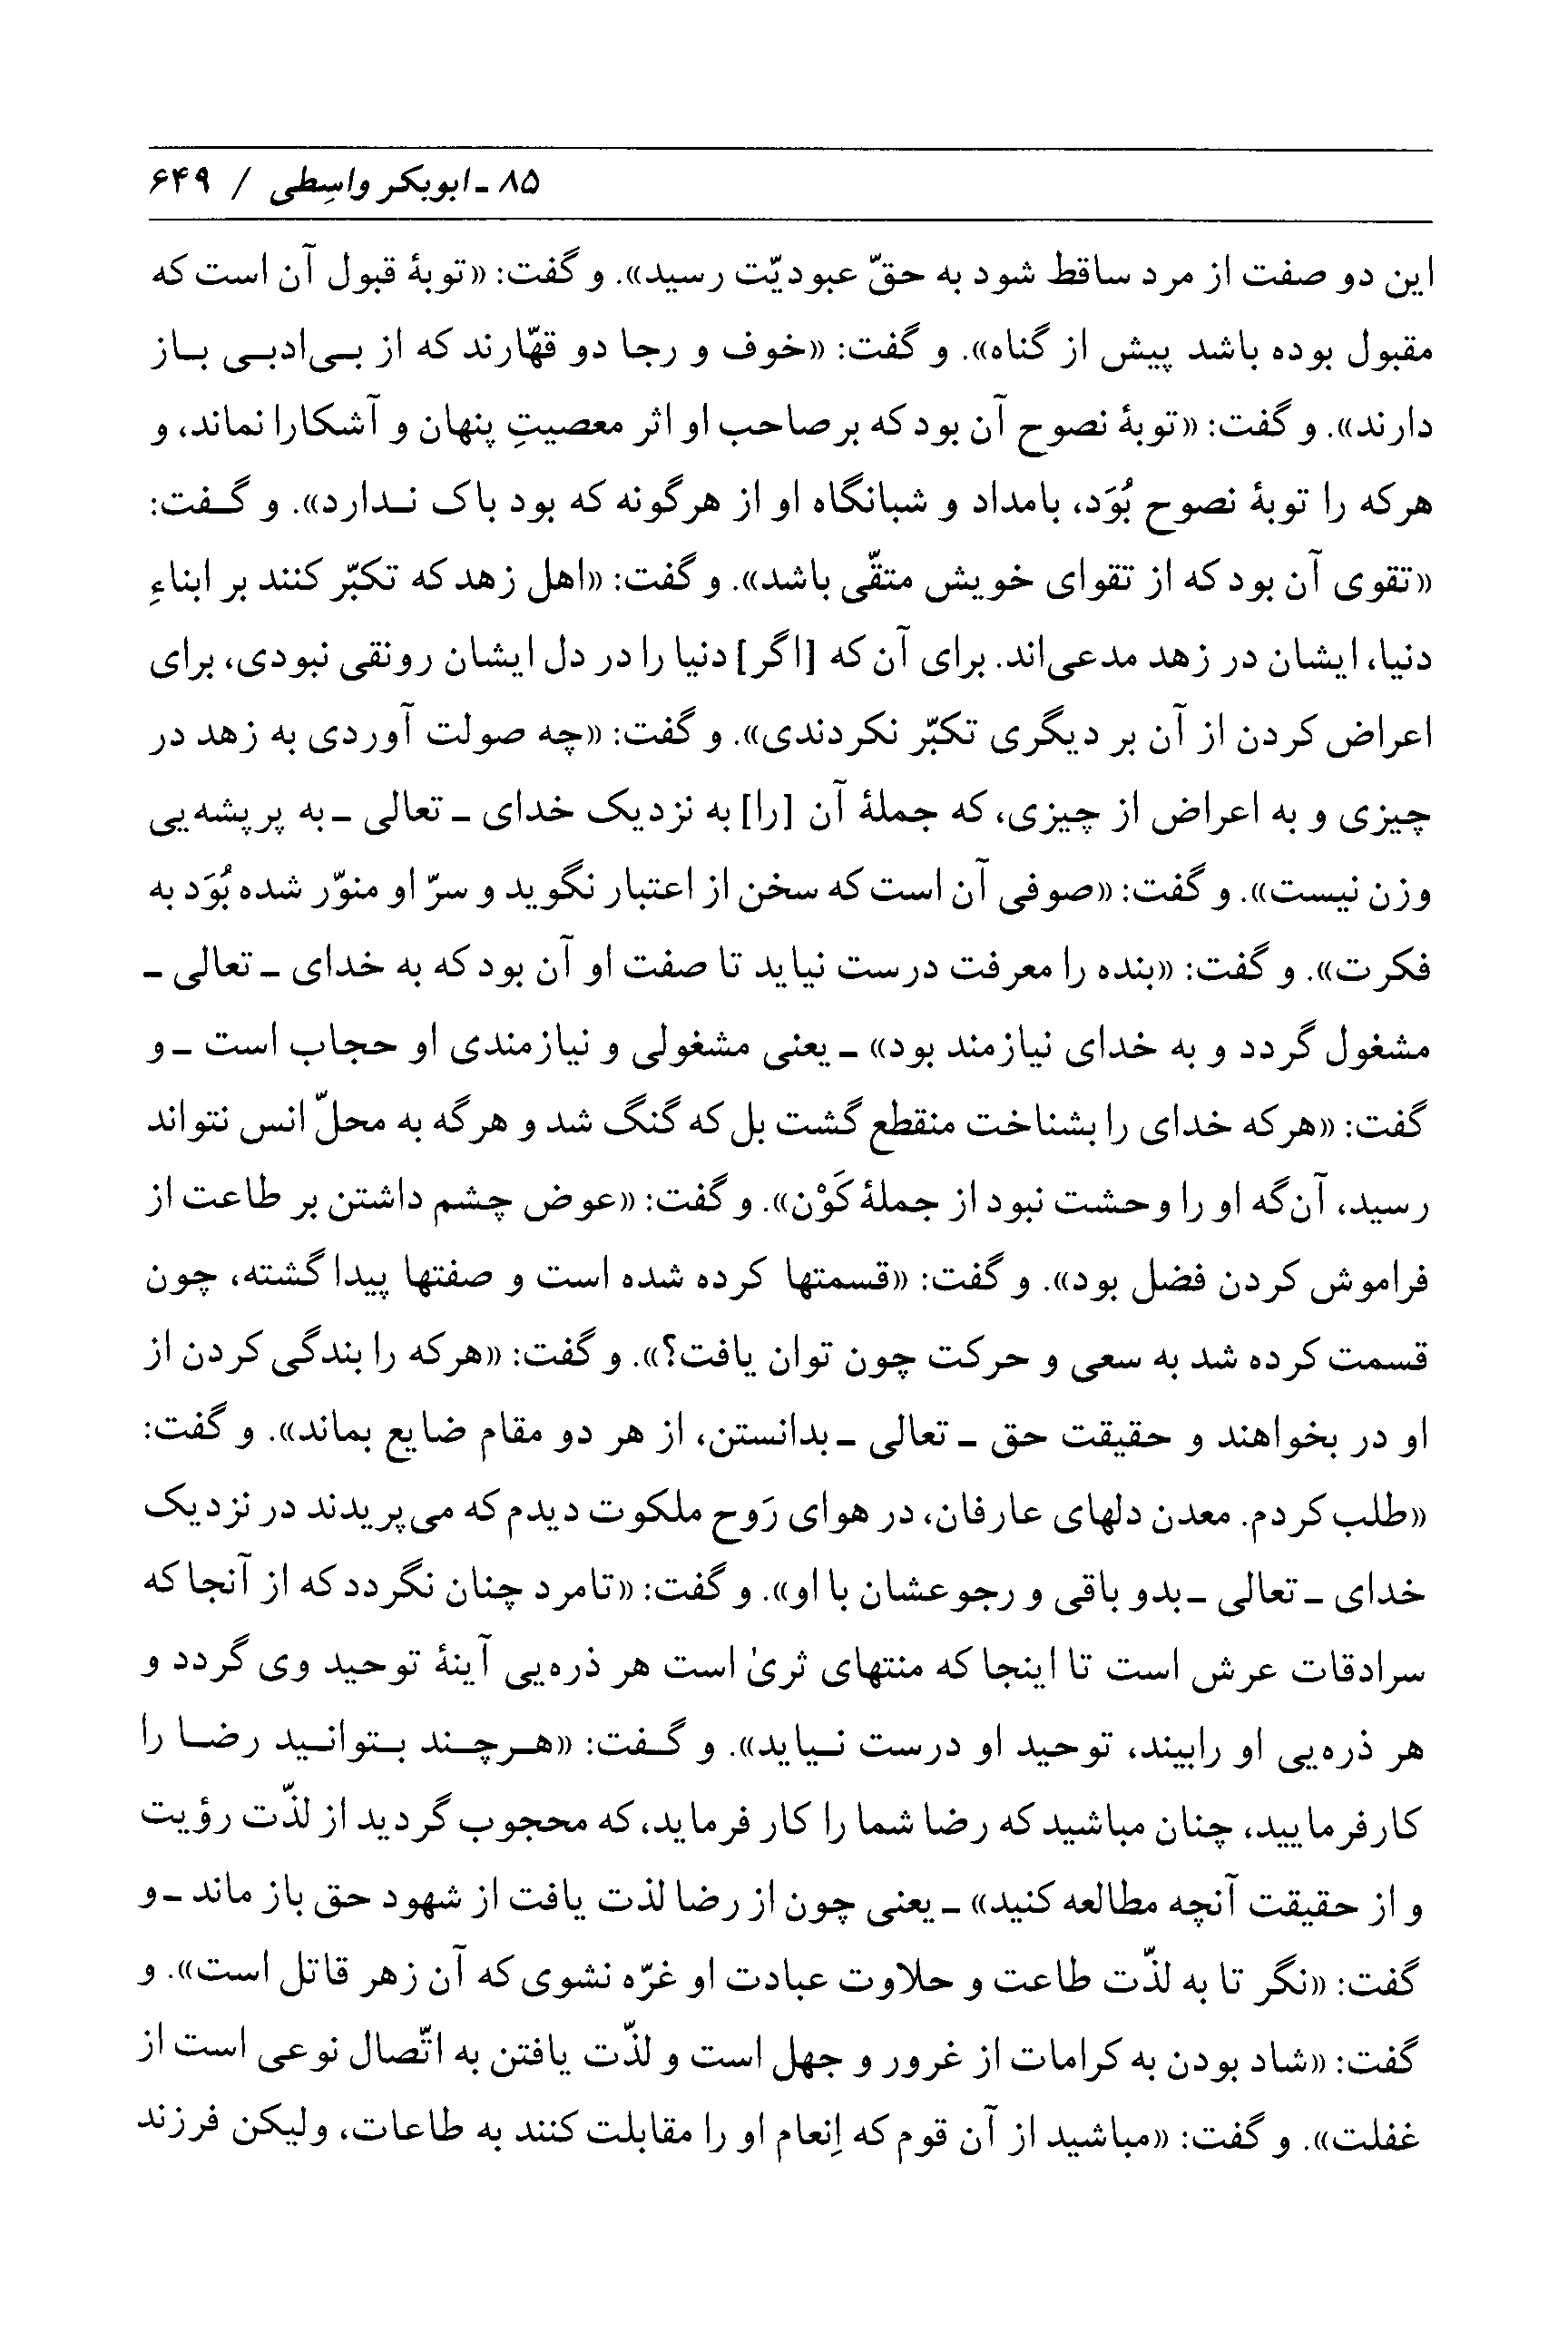 ۸۵ ـ ابوبکر واسِطی / ۶۴۹
این دو صفت از مرد ساقط شود به حقّ عبودیّت رسید». و گفت: «توبهٔ قبول آن است که
مقبول بوده باشد پیش از گناه». و گفت: «خوف و رجا دو قهّارند که از بی‌ادبی باز
دارند». و گفت: «توبهٔ نصوح آن بود که بر صاحب او اثر معصیتِ پنهان و آشکارا نماند، و
هرکه را توبهٔ نصوح بُوَد، بامداد و شبانگاه او از هرگونه که بود باک ندارد». و گفت:
«تقوی آن بود که از تقوای خویش متقّی باشد». و گفت: «اهل زهد که تکبّر کنند بر ابناءِ
دنیا، ایشان در زهد مدعی‌اند. برای آن که [اگر] دنیا را در دل ایشان رونقی نبودی، برای
اعراض کردن از آن بر دیگری تکبّر نکردندی». و گفت: «چه صولت آوردی به زهد در
چیزی و به اعراض از چیزی، که جملهٔ آن [را] به نزدیک خدای ـ تعالی ـ به پرپشه‌یی
وزن نیست». و گفت: «صوفی آن است که سخن از اعتبار نگوید و سرّ او منوّر شده بُوَد به
فکرت». و گفت: «بنده را معرفت درست نیاید تا صفت او آن بود که به خدای ـ تعالی ـ
مشغول گردد و به خدای نیازمند بود» ـ یعنی مشغولی و نیازمندی او حجاب است ـ و
گفت: «هرکه خدای را بشناخت منقطع گشت بل که گنگ شد و هرگه به محلّ انس نتواند
رسید، آن‌گه او را وحشت نبود از جملهٔ کَوْن». و گفت: «عوض چشم داشتن بر طاعت از
فراموش کردن فضل بود». و گفت: «قسمتها کرده شده است و صفتها پیدا گشته، چون
قسمت کرده شد به سعی و حرکت چون توان یافت؟». و گفت: «هرکه را بندگی کردن از
او در بخواهند و حقیقت حق ـ تعالی ـ بدانستن، از هر دو مقام ضایع بماند». و گفت:
«طلب کردم. معدن دلهای عارفان، در هوای رَوح ملکوت دیدم که می‌پریدند در نزدیک
خدای ـ تعالی ـ بدو باقی و رجوعشان با او». و گفت: «تامرد چنان نگردد که از آنجا که
سرادقات عرش است تا اینجا که منتهای ثریٰ است هر ذره‌یی آینهٔ توحید وی گردد و
هر ذره‌یی او رابیند، توحید او درست نیاید». و گفت: «هرچند بتوانید رضا را
کارفرمایید، چنان مباشید که رضا شما را کار فرماید، که محجوب گردید از لذّت رؤیت
و از حقیقت آنچه مطالعه کنید» ـ یعنی چون از رضا لذت یافت از شهود حق باز ماند ـ و
گفت: «نگر تا به لذّت طاعت و حلاوت عبادت او غرّه نشوی که آن زهر قاتل است». و
گفت: «شاد بودن به کرامات از غرور و جهل است و لذّت یافتن به اتّصال نوعی است از
غفلت». و گفت: «مباشید از آن قوم که اِنعام او را مقابلت کنند به طاعات، ولیکن فرزند